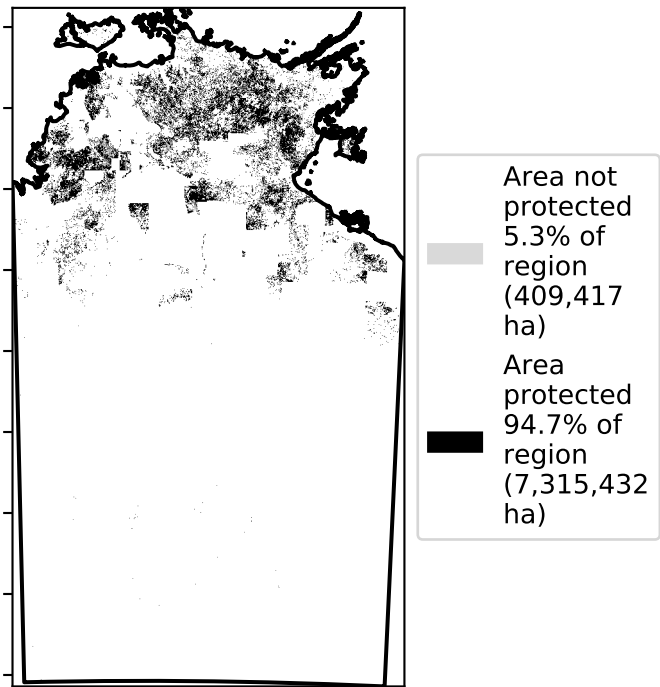 Area not
protected
5.3% of
region
(409,417
ha)
Area
protected
94.7% of
region
(7,315,432
ha)